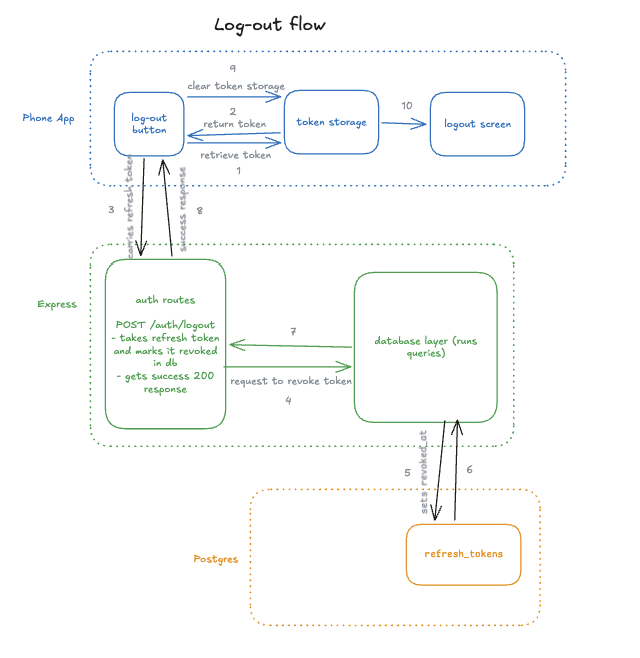 Log-out flow
9
clear token storage
10
2
Phone App
log-out
button
return token
token storage
logout screen
retrieve token
1
3
carries refresh token
success response
8
Express
auth routes
POST /auth/logout
- takes refresh token
and marks it revoked
in db
- gets success 200
response
7
database layer (runs
queries)
request to revoke token
4
5
sets revoked_at
6
Postgres
refresh_tokens